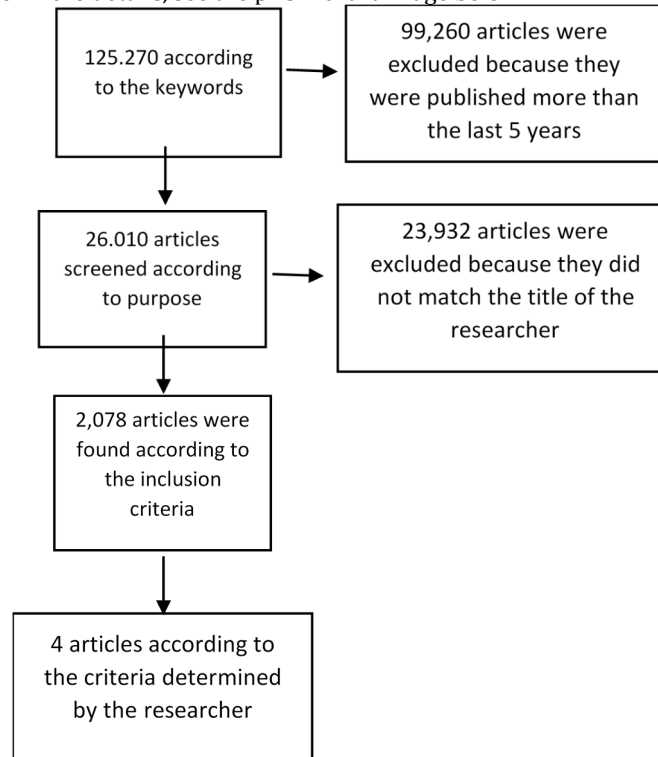 125.270 according
to the keywords
99,260 articles were
excluded because they
were published more than
the last 5 years
26.010 articles
screened according
to purpose
23,932 articles were
excluded because they did
not match the title of the
researcher
2,078 articles were
found according to
the inclusion
criteria
4 articles according to
the criteria determined
by the researcher